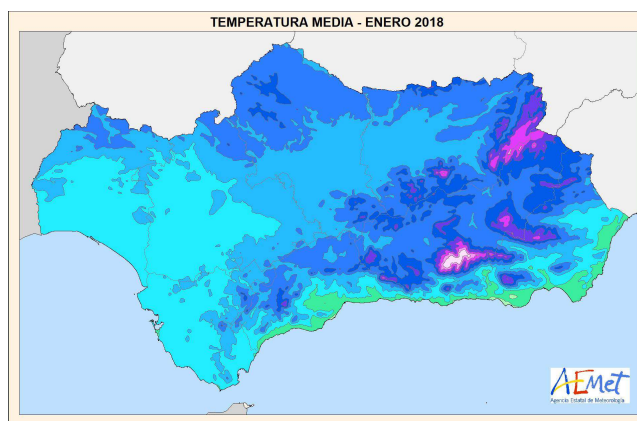 TEMPERATURA MEDIA - ENERO 2018
AEMet
Agencia Estatal de Meteorología